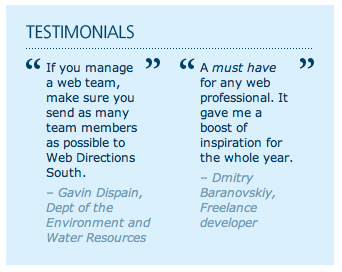 TESTIMONIALS
“ If you manage ”
a web team,
make sure you
send as many
team members
as possible to
Web Directions
South.
– Gavin Dispain,
Dept of the
Environment and
Water Resources
“ A must have ”
for any web
professional. It
gave me a
boost of
inspiration for
the whole year.
– Dmitry
Baranovskiy,
Freelance
developer